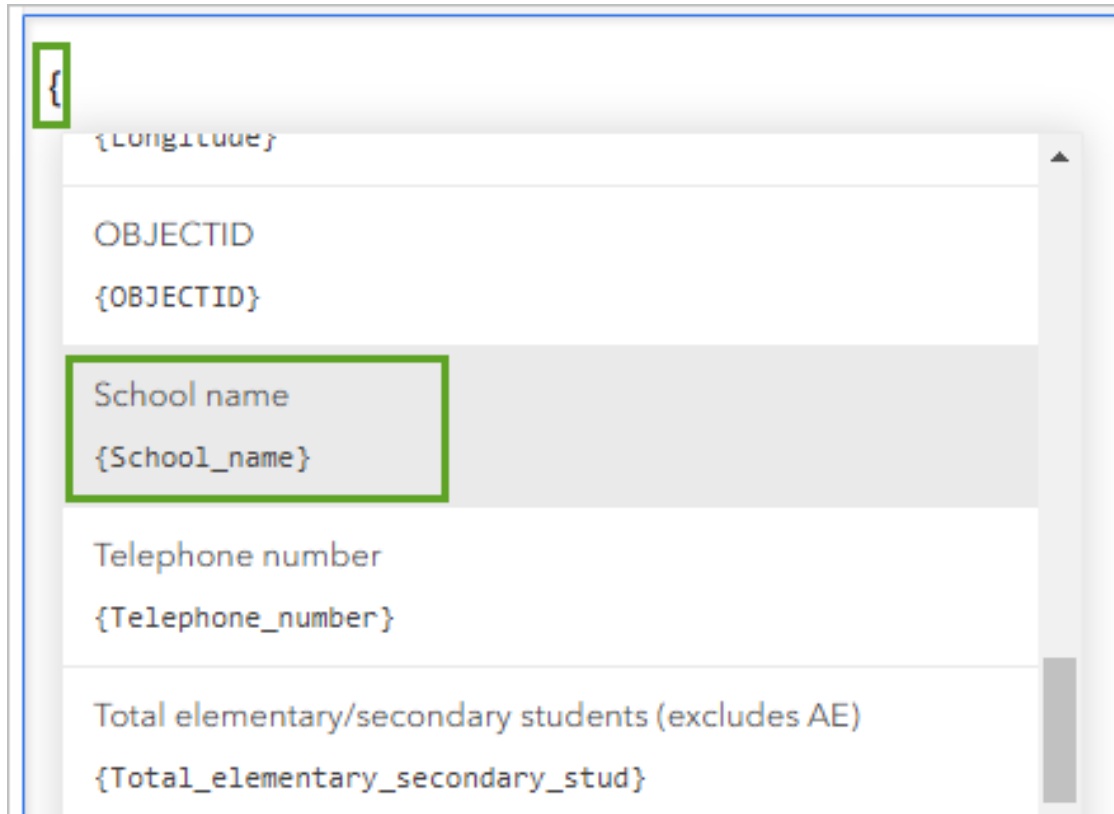 {
{Longitude}
OBJECTID
{OBJECTID}
School name
{School_name}
Telephone number
{Telephone_number}
Total elementary/secondary students (excludes AE)
{Total_elementary_secondary_stud}